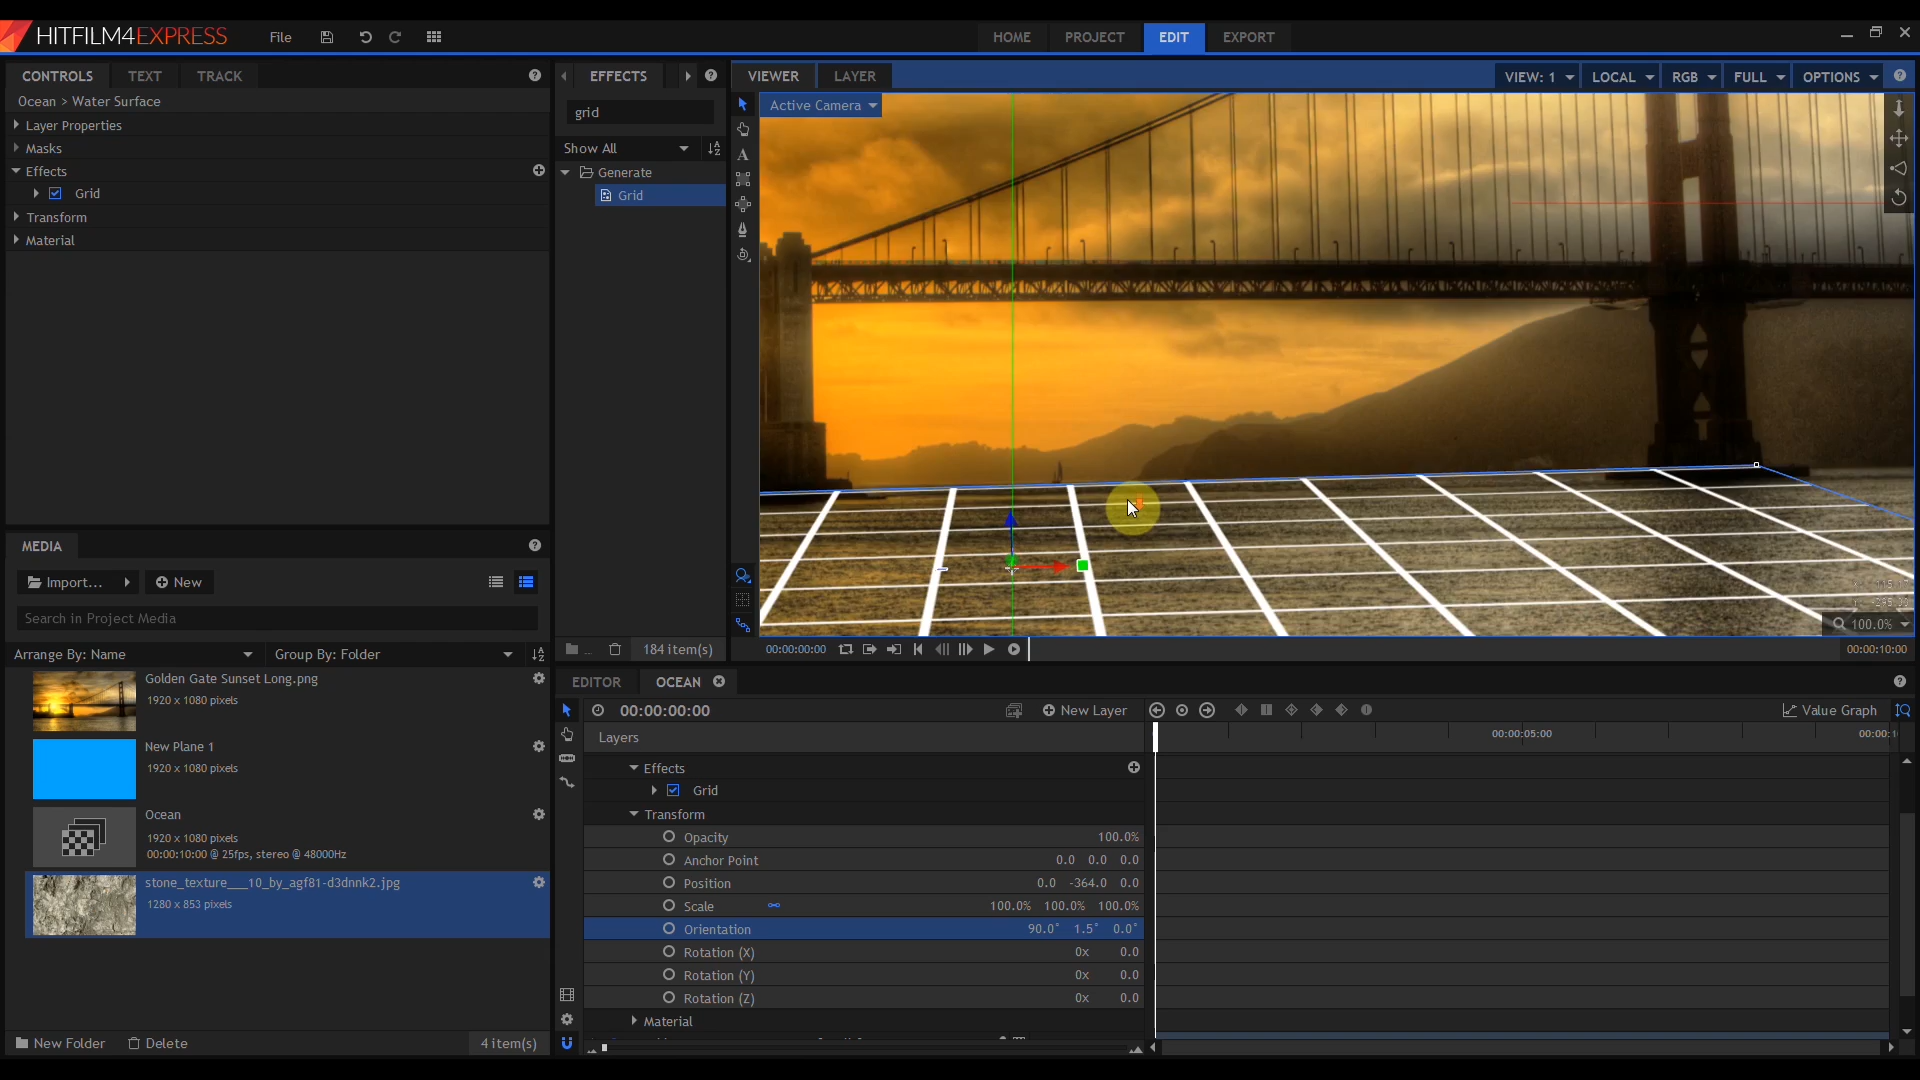 HITFILM4EXPRESS
File
HOME
PROJECT
EDIT
EXPORT
CONTROLS
TEXT
TRACK
Ocean > Water Surface
Layer Properties
Masks
Effects
Grid
Transform
Material
EFFECTS
grid
Show All
Generate
Grid
184 item(s)
VIEWER
LAYER
VIEW: 1
LOCAL
RGB
FULL
OPTIONS
Active Camera
100.0%
00:00:00:00
00:00:10:00
MEDIA
Import...
New
Search in Project Media
Arrange By: Name
Group By: Folder
Golden Gate Sunset Long.png
1920 x 1080 pixels
New Plane 1
1920 x 1080 pixels
Ocean
1920 x 1080 pixels
00:00:10:00 @ 25fps, stereo @ 48000Hz
stone_texture___10_by_agf81-d3dnnk2.jpg
1280 x 853 pixels
New Folder
Delete
4 item(s)
EDITOR
OCEAN
00:00:00:00
New Layer
Value Graph
Layers
00:00:05:00
Effects
Grid
Transform
Opacity 100.0%
Anchor Point 0.0 0.0 0.0
Position 0.0 -364.0 0.0
Scale 100.0% 100.0% 100.0%
Orientation 90.0° 1.5° 0.0°
Rotation (X) 0x 0.0
Rotation (Y) 0x 0.0
Rotation (Z) 0x 0.0
Material